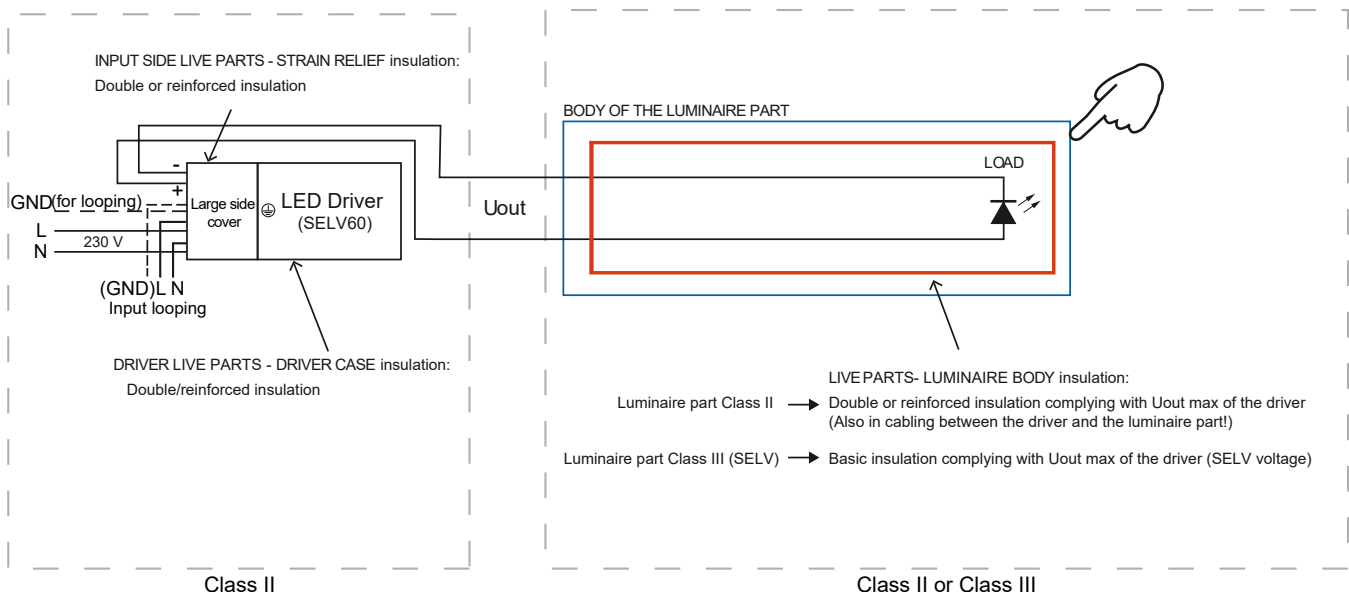 INPUT SIDE LIVE PARTS - STRAIN RELIEF insulation:
Double or reinforced insulation
BODY OF THE LUMINAIRE PART
LOAD
-
+
GND(for looping)
L
N
230 V
Large side
cover
LED Driver
(SELV60)
Uout
(GND)L N
Input looping
DRIVER LIVE PARTS - DRIVER CASE insulation:
Double/reinforced insulation
LIVE PARTS- LUMINAIRE BODY insulation:
Luminaire part Class II
Double or reinforced insulation complying with Uout max of the driver
(Also in cabling between the driver and the luminaire part!)
Luminaire part Class III (SELV)
Basic insulation complying with Uout max of the driver (SELV voltage)
Class II
Class II or Class III